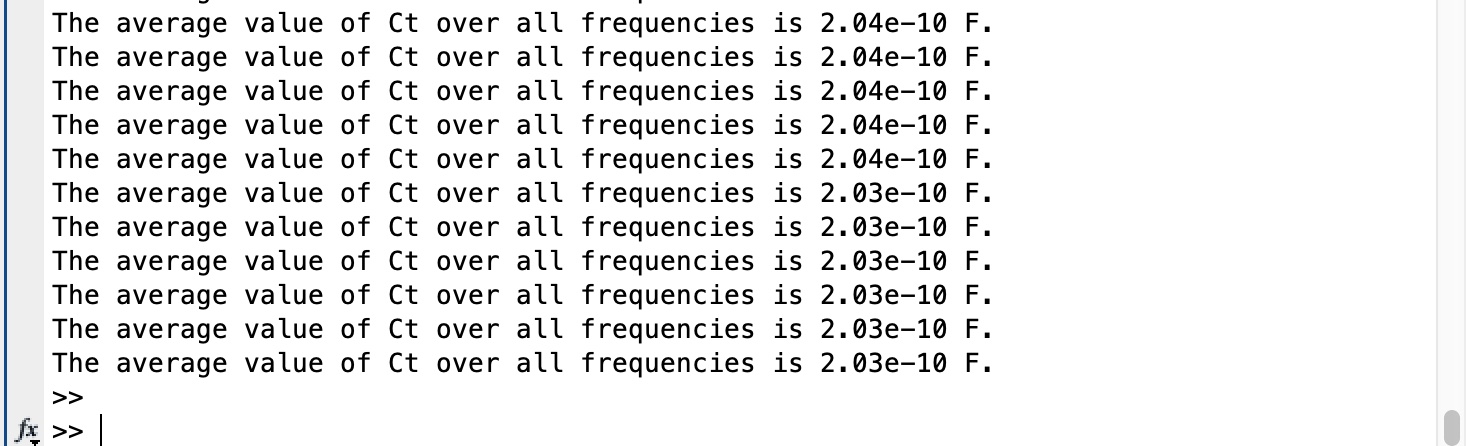 The average value of Ct over all frequencies is 2.04e-10 F.
The average value of Ct over all frequencies is 2.04e-10 F.
The average value of Ct over all frequencies is 2.04e-10 F.
The average value of Ct over all frequencies is 2.04e-10 F.
The average value of Ct over all frequencies is 2.04e-10 F.
The average value of Ct over all frequencies is 2.03e-10 F.
The average value of Ct over all frequencies is 2.03e-10 F.
The average value of Ct over all frequencies is 2.03e-10 F.
The average value of Ct over all frequencies is 2.03e-10 F.
The average value of Ct over all frequencies is 2.03e-10 F.
The average value of Ct over all frequencies is 2.03e-10 F.
>>
fx >>